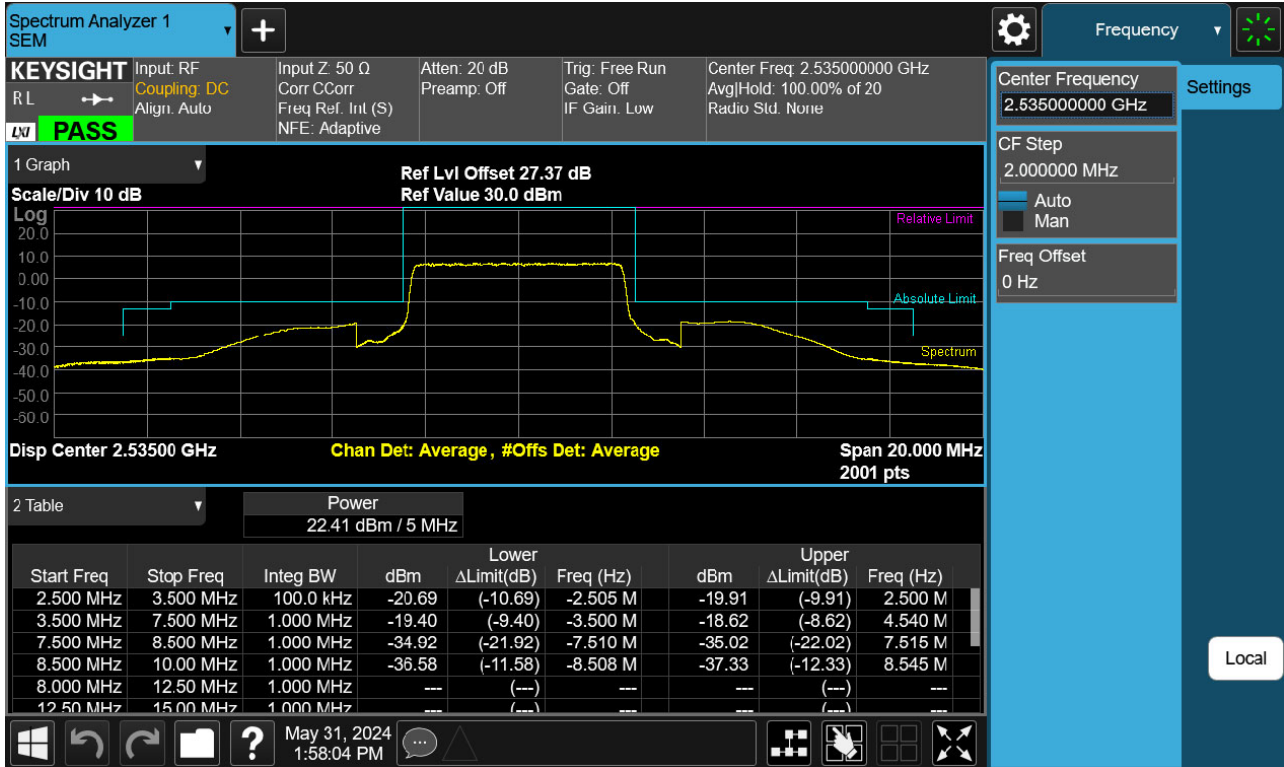 Spectrum Analyzer 1
SEM
+
Frequency
KEYSIGHT
R L
LXI
PASS
Input: RF
Coupling: DC
Align: Auto
Input Z: 50 Ω
Corr CCorr
Freq Ref: Int (S)
NFE: Adaptive
Atten: 20 dB
Preamp: Off
Trig: Free Run
Gate: Off
IF Gain: Low
Center Freq: 2.535000000 GHz
Avg|Hold: 100.00% of 20
Radio Std: None
Center Frequency
2.535000000 GHz
Settings
CF Step
2.000000 MHz
Auto
Man
Freq Offset
0 Hz
Local
1 Graph
Ref Lvl Offset 27.37 dB
Scale/Div 10 dB
Ref Value 30.0 dBm
Log
Relative Limit
20.0
10.0
0.00
-10.0
Absolute Limit
-20.0
-30.0
Spectrum
-40.0
-50.0
-60.0
Disp Center 2.53500 GHz
Chan Det: Average , #Offs Det: Average
Span 20.000 MHz
2001 pts
2 Table
Power
22.41 dBm / 5 MHz
Lower Upper
Start Freq Stop Freq Integ BW dBm ΔLimit(dB) Freq (Hz) dBm ΔLimit(dB) Freq (Hz)
2.500 MHz 3.500 MHz 100.0 kHz -20.69 (-10.69) -2.505 M -19.91 (-9.91) 2.500 M
3.500 MHz 7.500 MHz 1.000 MHz -19.40 (-9.40) -3.500 M -18.62 (-8.62) 4.540 M
7.500 MHz 8.500 MHz 1.000 MHz -34.92 (-21.92) -7.510 M -35.02 (-22.02) 7.515 M
8.500 MHz 10.00 MHz 1.000 MHz -36.58 (-11.58) -8.508 M -37.33 (-12.33) 8.545 M
8.000 MHz 12.50 MHz 1.000 MHz --- (---) --- --- (---) ---
12.50 MHz 15.00 MHz 1.000 MHz --- (---) --- --- (---) ---
?
May 31, 2024
1:58:04 PM